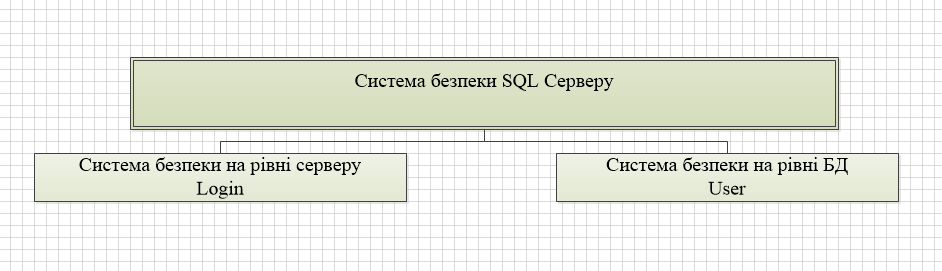 Система безпеки SQL Серверу
Система безпеки на рівні серверу
Login
Система безпеки на рівні БД
User